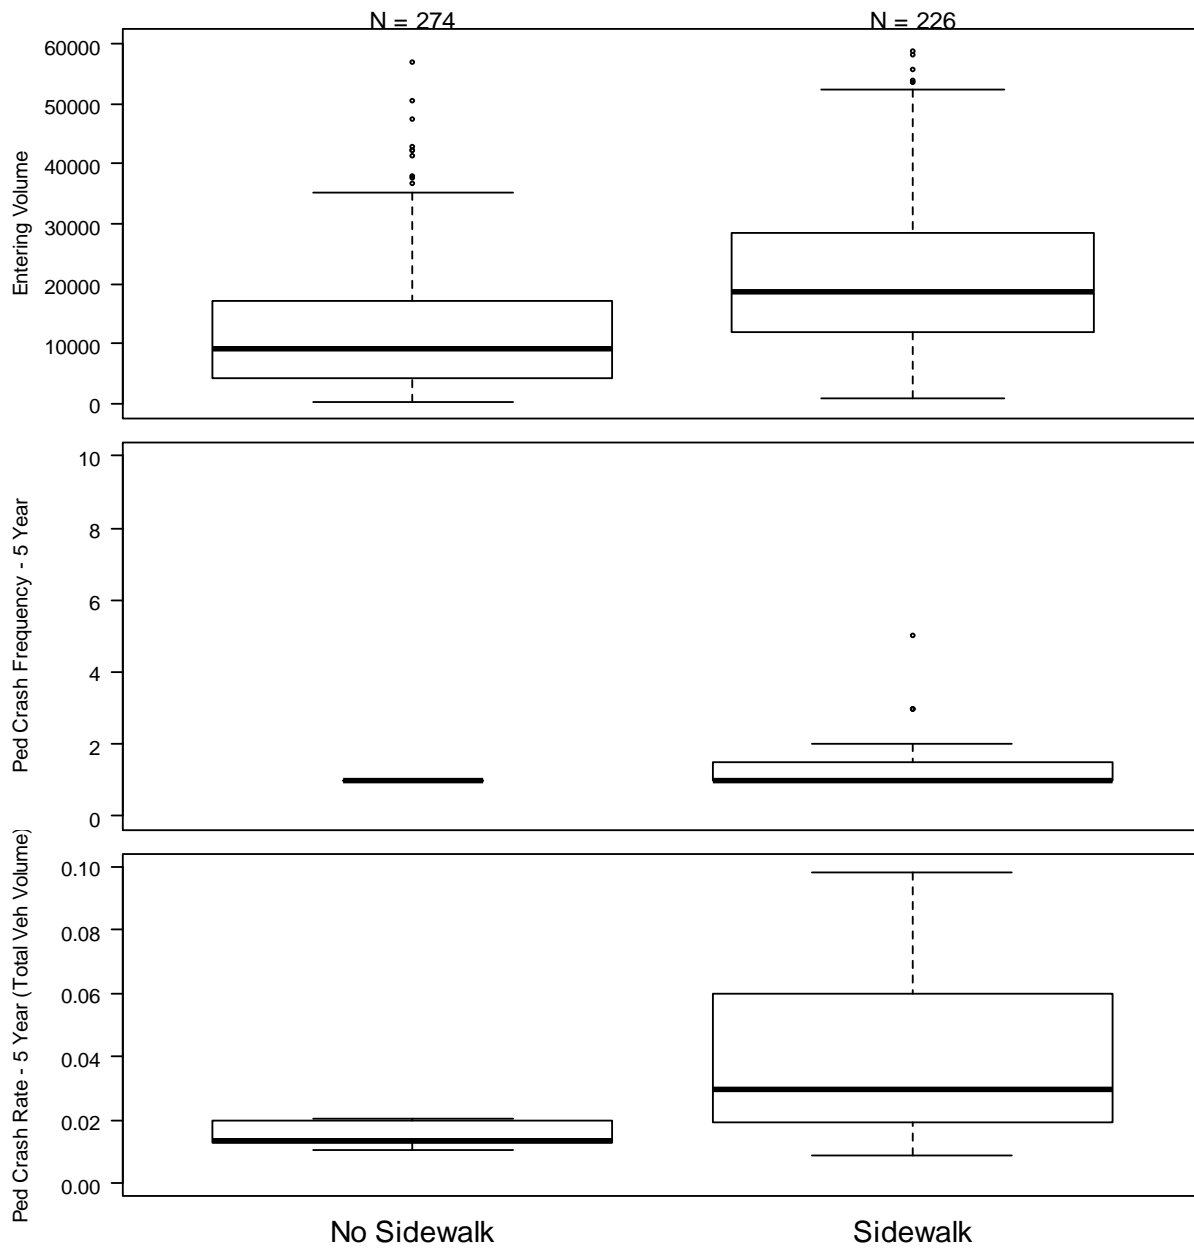 N = 274
N = 226
Entering Volume
60000
50000
40000
30000
20000
10000
0
Ped Crash Frequency - 5 Year
10
8
6
4
2
0
Ped Crash Rate - 5 Year (Total Veh Volume)
0.10
0.08
0.06
0.04
0.02
0.00
No Sidewalk
Sidewalk